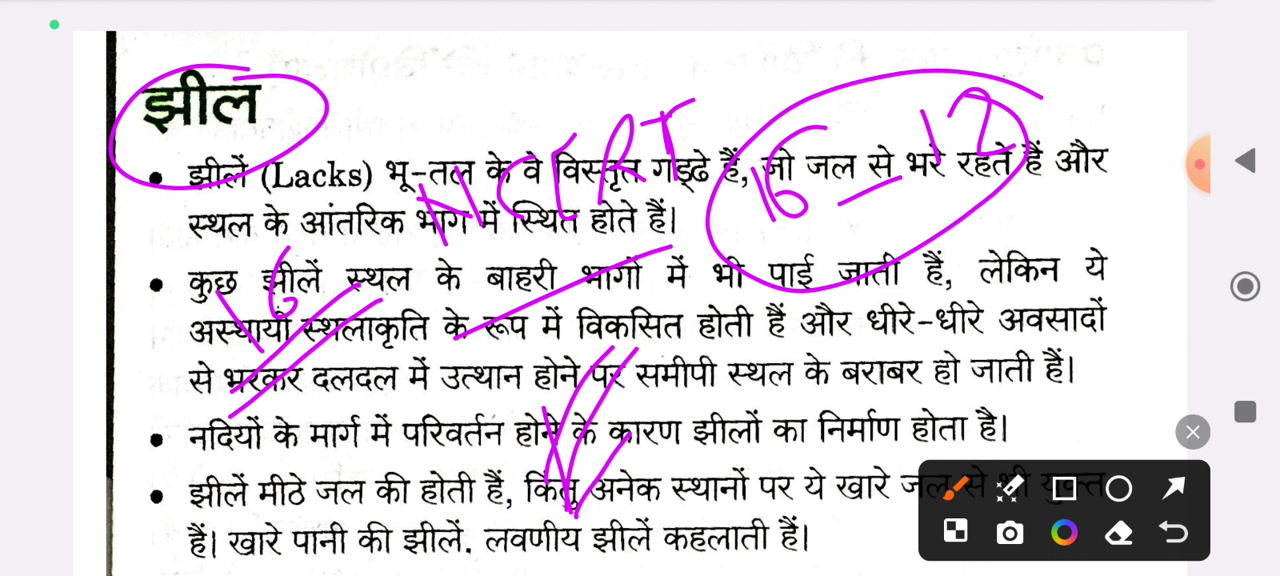 झील
• झीलें (Lacks) भू-तल के वे विस्तृत गड्ढे हैं, जो जल से भरे रहते हैं और
स्थल के आंतरिक भाग में स्थित होते हैं।
NCERT
16-12
• कुछ झीलें स्थल के बाहरी भागों में भी पाई जाती हैं, लेकिन ये
अस्थायी स्थलाकृति के रूप में विकसित होती हैं और धीरे-धीरे अवसादों
से भरकर दलदल में उत्थान होने पर समीपी स्थल के बराबर हो जाती हैं।
16
• नदियों के मार्ग में परिवर्तन होने के कारण झीलों का निर्माण होता है।
• झीलें मीठे जल की होती हैं, किंतु अनेक स्थानों पर ये खारे जल से भी युक्त
हैं। खारे पानी की झीलें. लवणीय झीलें कहलाती हैं।